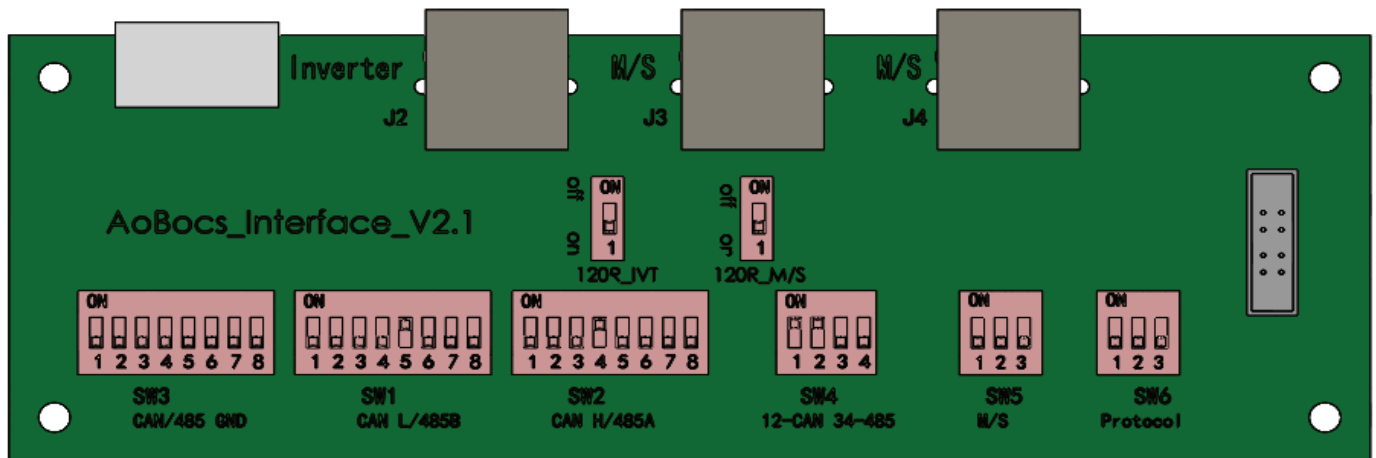 Inverter M/S M/S
J2 J3 J4
off ON off ON
AoBocs_Interface_V2.1
on 1 or 1
120R_IVT 120R_M/S
ON ON ON ON ON ON
1 2 3 4 5 6 7 8 1 2 3 4 5 6 7 8 1 2 3 4 5 6 7 8 1 2 3 4 1 2 3 1 2 3
SW3 SW1 SW2 SW4 SW5 SW6
CAN/485 GND CAN L/485B CAN H/485A 12-CAN 34-485 M/S Protocol